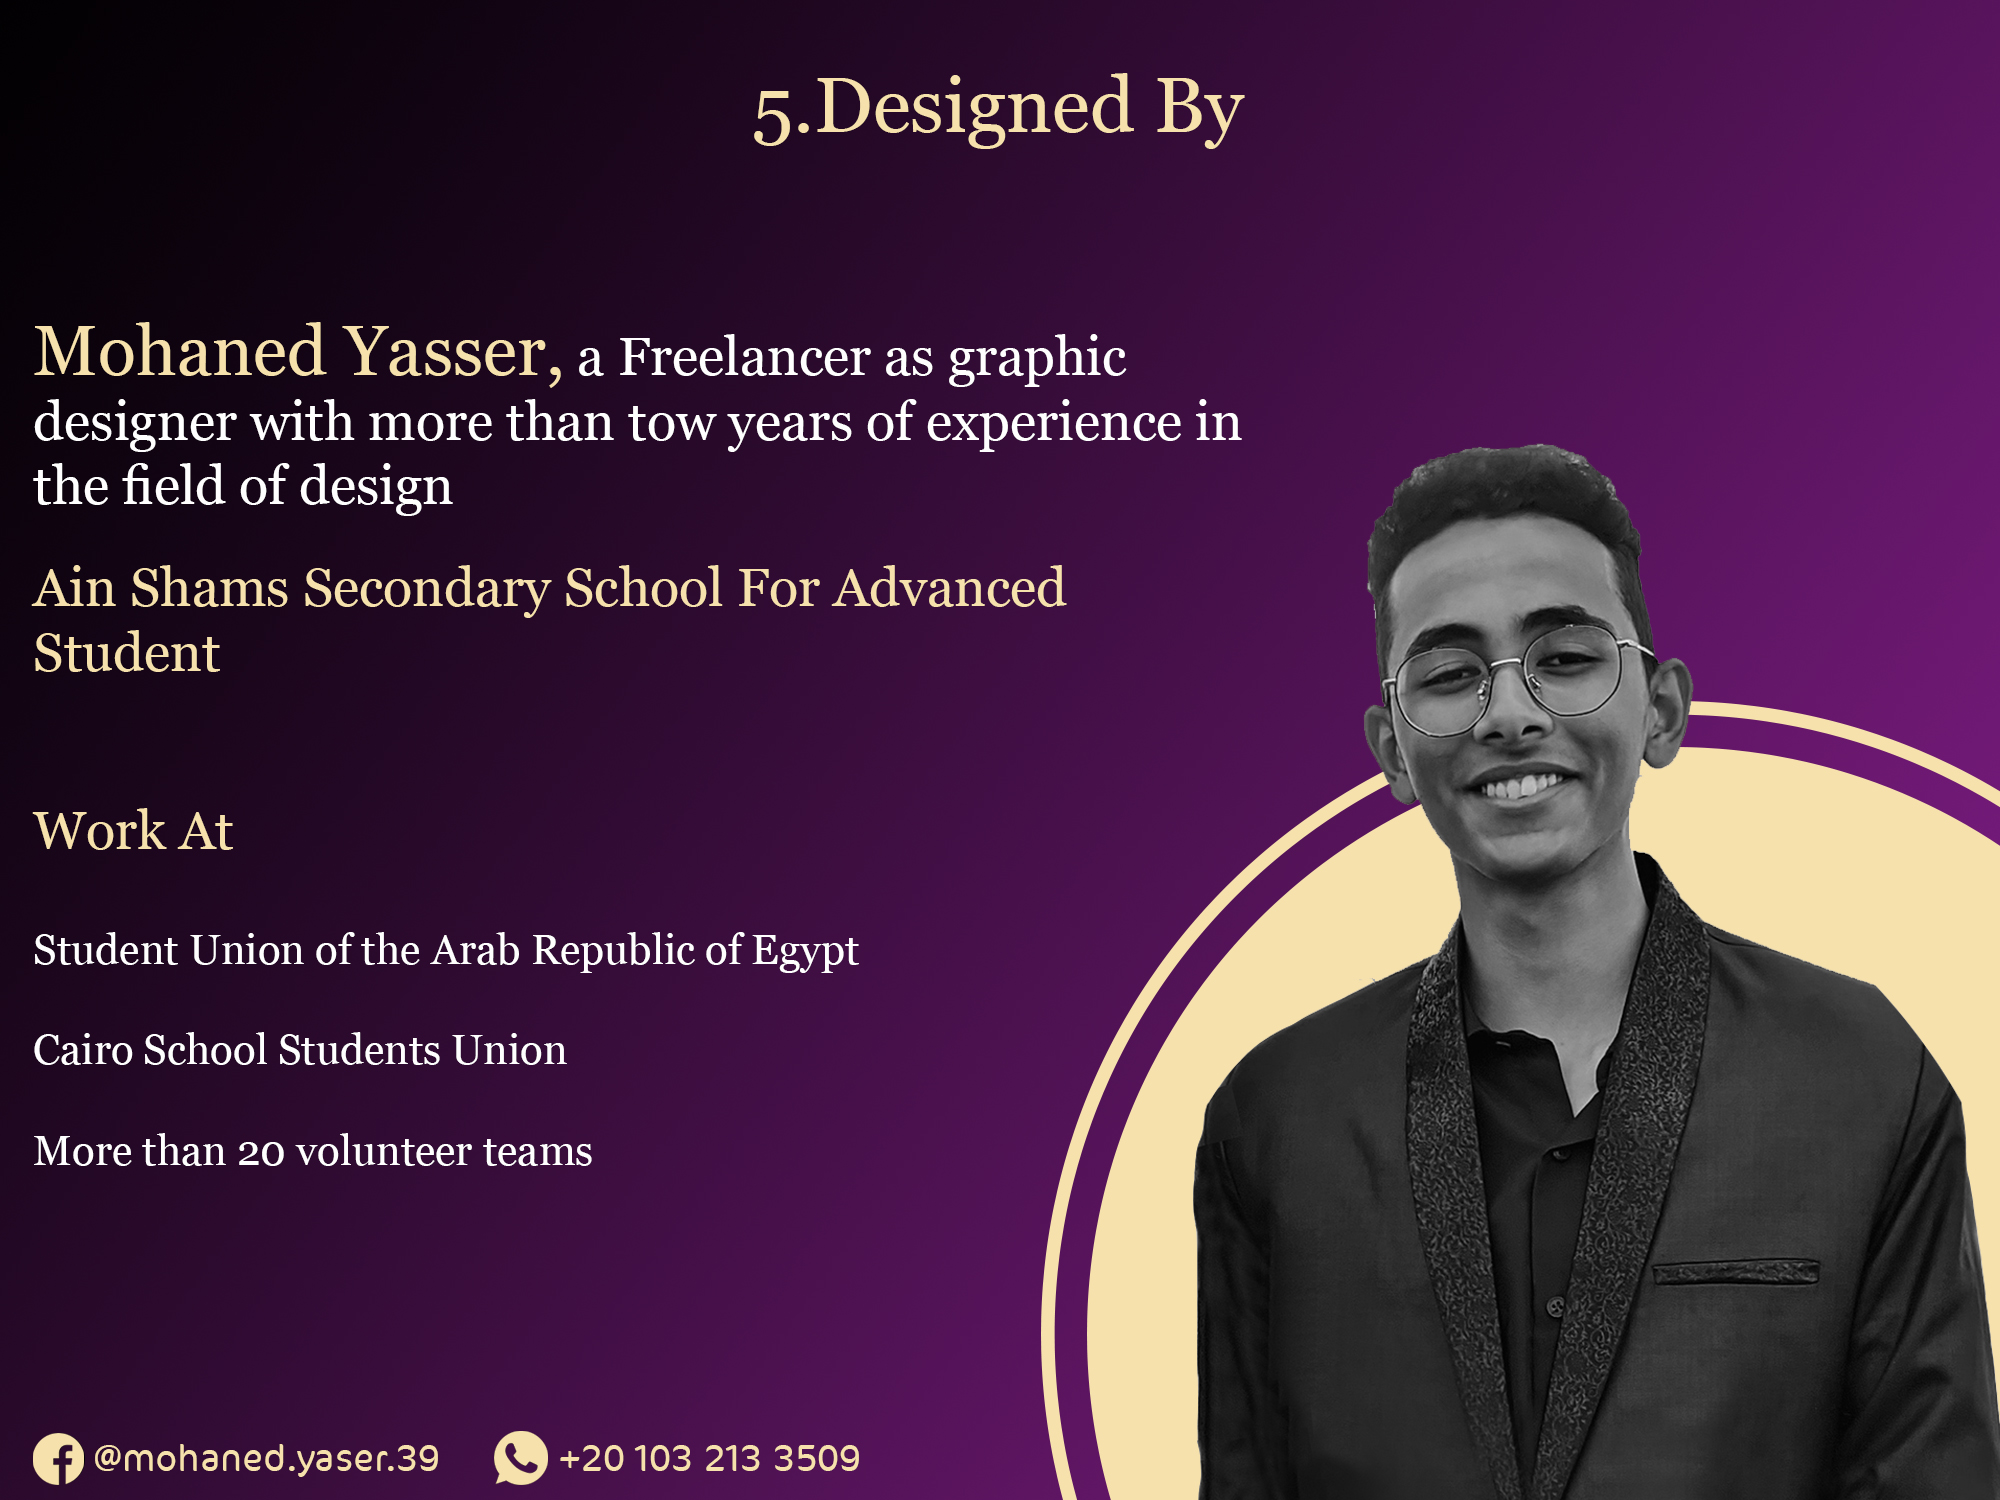 5.Designed By
Mohaned Yasser, a Freelancer as graphic
designer with more than tow years of experience in
the field of design
Ain Shams Secondary School For Advanced
Student
Work At
Student Union of the Arab Republic of Egypt
Cairo School Students Union
More than 20 volunteer teams
@mohaned.yaser.39 +20 103 213 3509